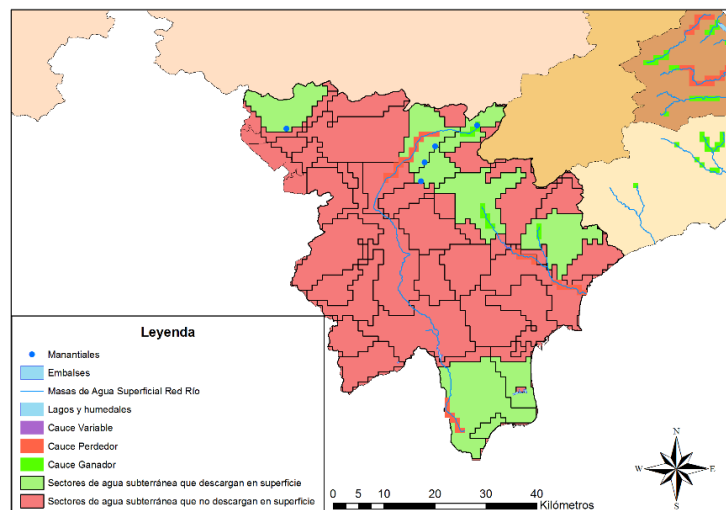 Leyenda
Manantiales
Embalses
Masas de Agua Superficial Red Río
Lagos y humedales
Cauce Variable
Cauce Perdedor
Cauce Ganador
Sectores de agua subterránea que descargan en superficie
Sectores de agua subterránea que no descargan en superficie
0 5 10 20 30 40
Kilómetros
N
W E
S